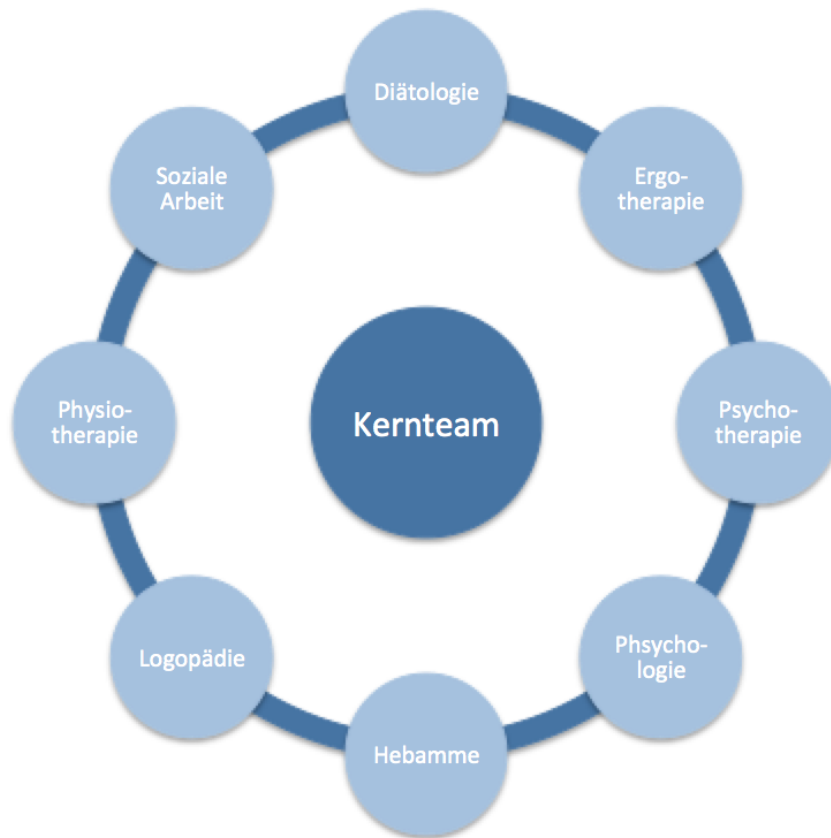 Diätologie
Ergo-
therapie
Psycho-
therapie
Phsycho-
logie
Hebamme
Logopädie
Physio-
therapie
Soziale
Arbeit
Kernteam